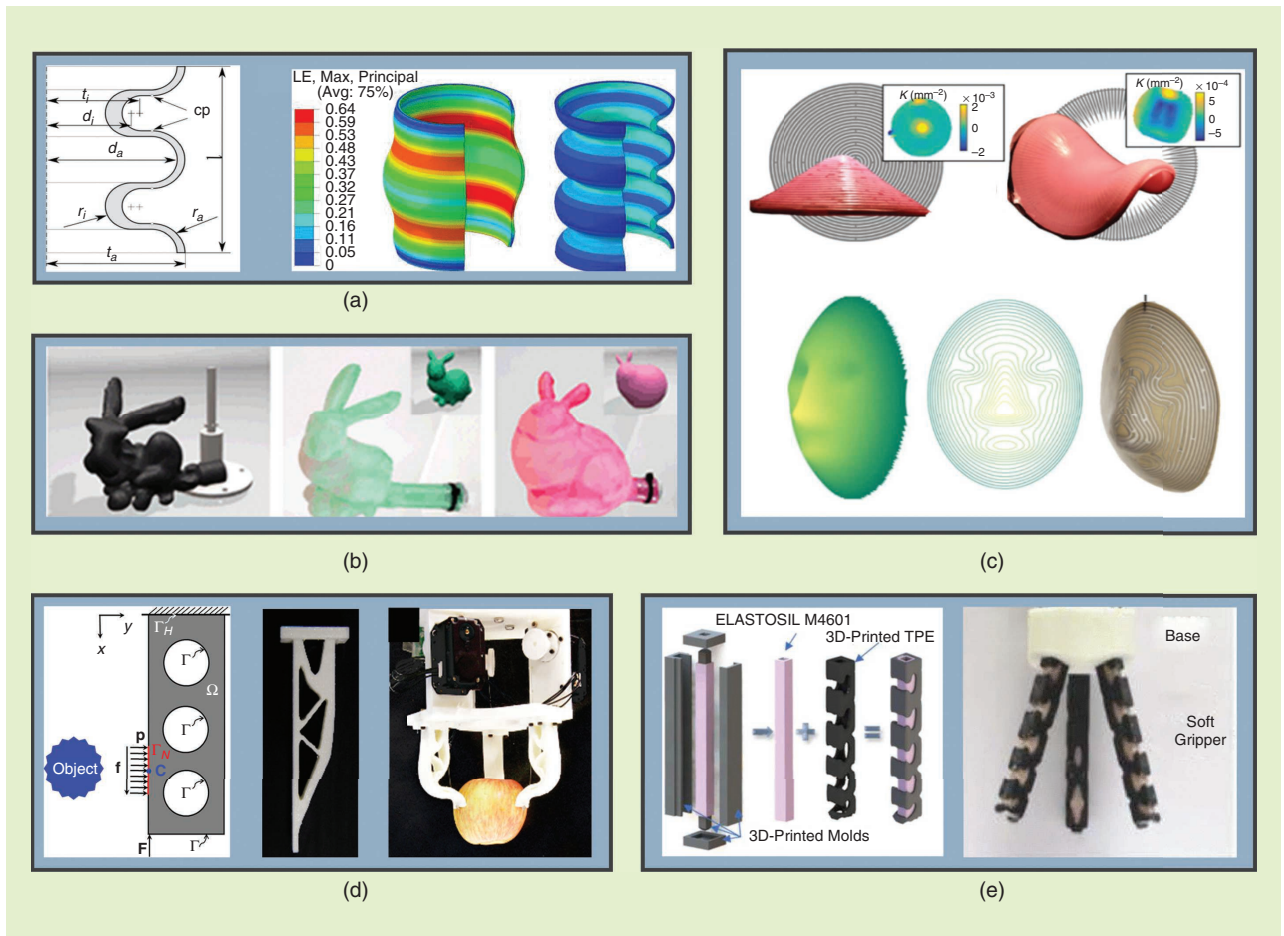 t_i
cp
d_i
d_a
l
r_i
r_a
t_a
LE, Max, Principal
(Avg: 75%)
0.64
0.59
0.53
0.48
0.43
0.37
0.32
0.27
0.21
0.16
0.11
0.05
0
(a)
(b)
K (mm⁻²)
× 10⁻³
2
0
−2
K (mm⁻²)
× 10⁻⁴
5
0
−5
(c)
y
x
Γ_H
Γ
Ω
Γ
p
Γ_N
f
C
Object
Γ
F
Γ
(d)
ELASTOSIL M4601
3D-Printed TPE
3D-Printed Molds
Base
Soft
Gripper
(e)